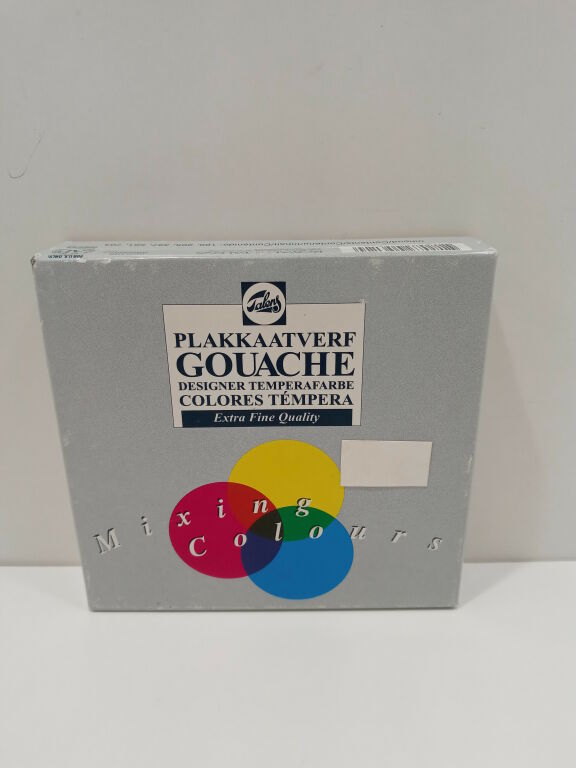 Talens
PLAKKAATVERF
GOUACHE
DESIGNER TEMPERAFARBE
COLORES TÉMPERA
Extra Fine Quality
Mixing
Colours